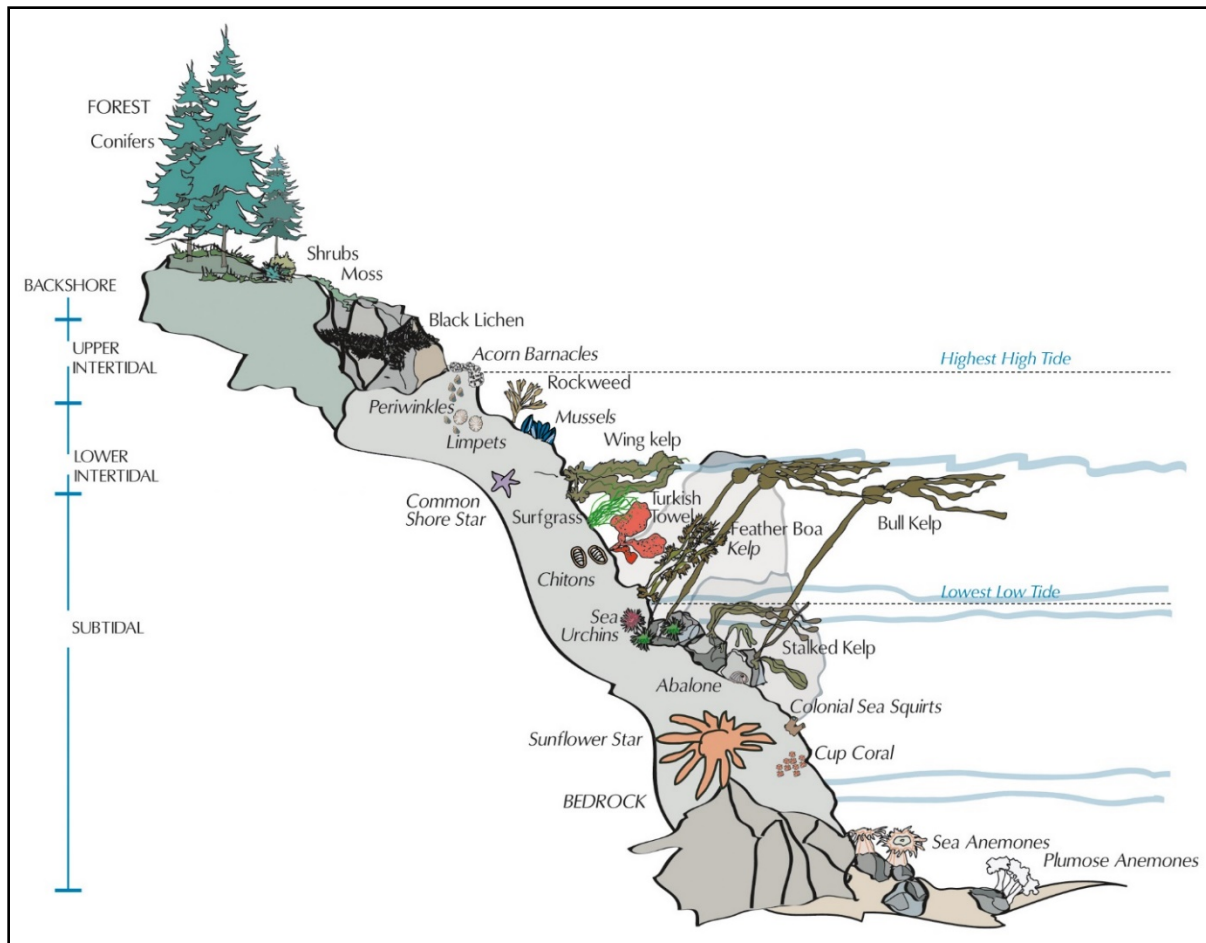 FOREST
Conifers
Shrubs
Moss
BACKSHORE
Black Lichen
UPPER
INTERTIDAL
Acorn Barnacles
Highest High Tide
Rockweed
Periwinkles
Mussels
Limpets
Wing kelp
LOWER
INTERTIDAL
Common
Shore Star
Surfgrass
Turkish
Towel
Feather Boa
Kelp
Bull Kelp
Chitons
Lowest Low Tide
Sea
Urchins
SUBTIDAL
Stalked Kelp
Abalone
Colonial Sea Squirts
Sunflower Star
Cup Coral
BEDROCK
Sea Anemones
Plumose Anemones